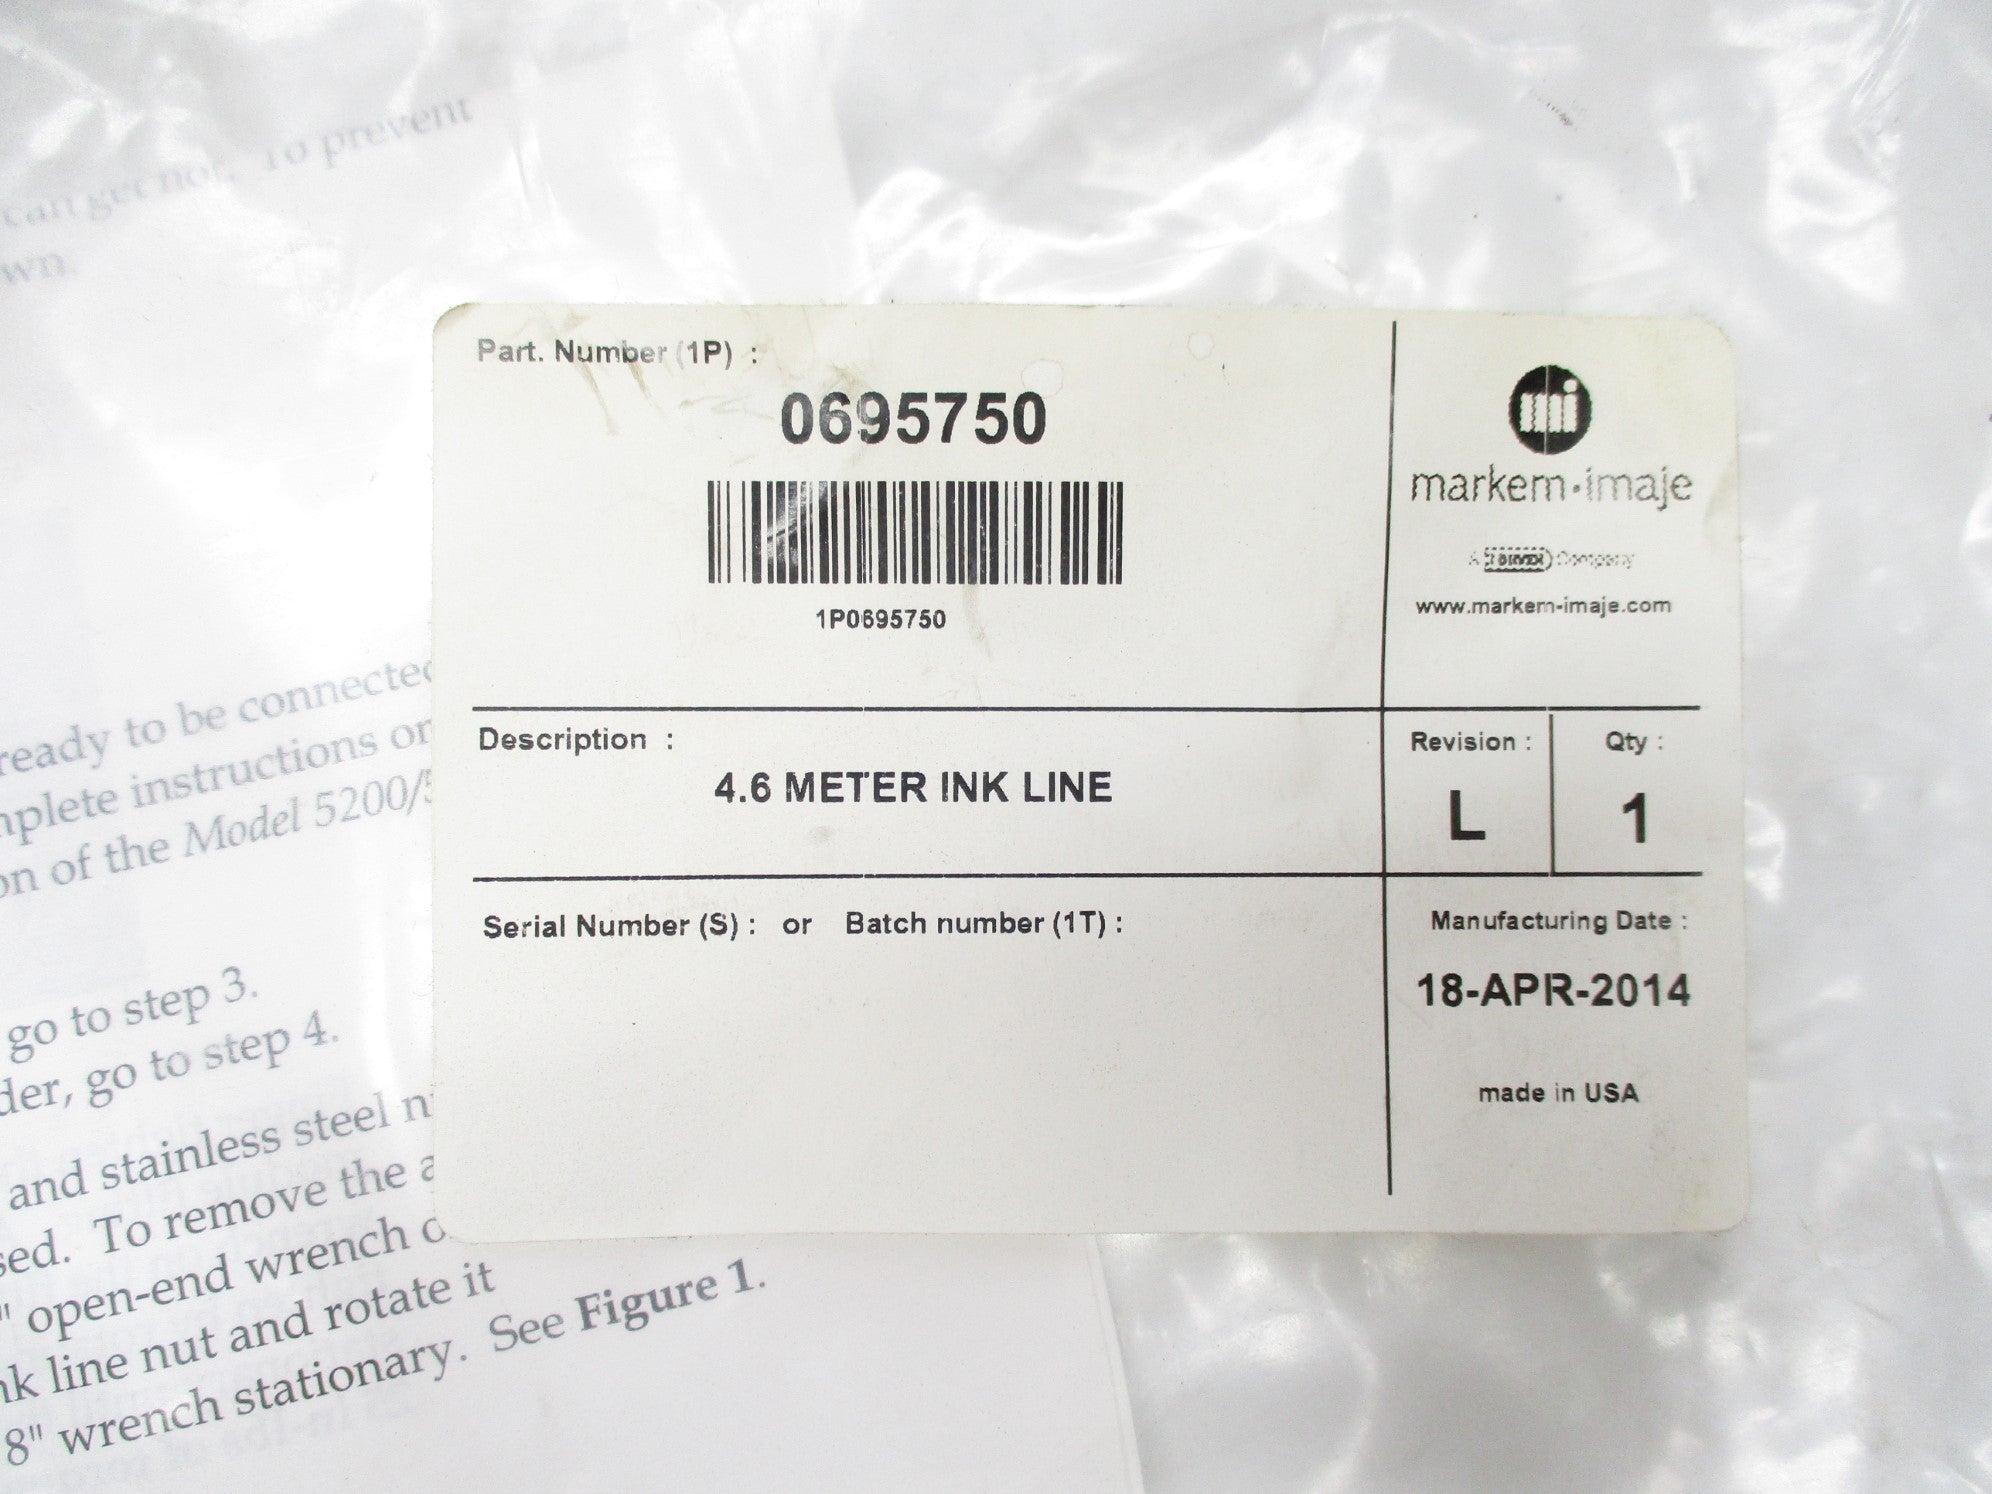 can get hot. To prevent
wn.
ready to be connected
mplete instructions or
on of the Model 5200/5
go to step 3.
der, go to step 4.
and stainless steel n
sed. To remove the a
" open-end wrench o
nk line nut and rotate it
8" wrench stationary. See Figure 1.
Part. Number (1P) :
0695750
1P0695750
mi
markem·imaje
A DOVER Company
www.markem-imaje.com
Description :
4.6 METER INK LINE
Revision :
L
Qty :
1
Serial Number (S) : or Batch number (1T) :
Manufacturing Date :
18-APR-2014
made in USA